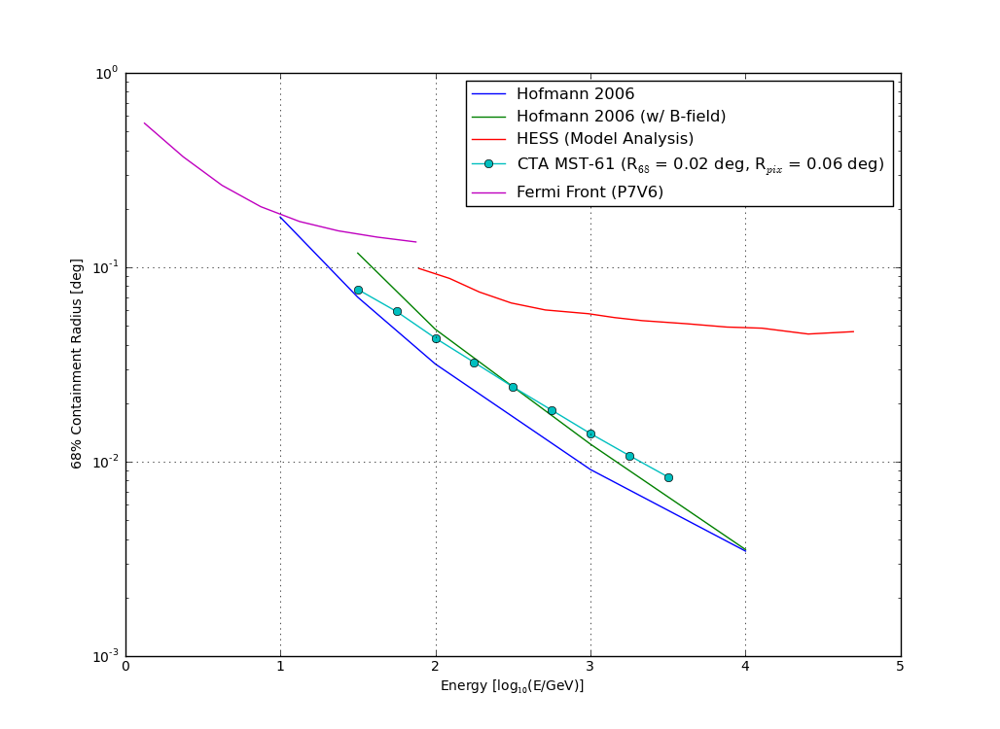 Hofmann 2006
Hofmann 2006 (w/ B-field)
HESS (Model Analysis)
CTA MST-61 (R68 = 0.02 deg, Rpix = 0.06 deg)
Fermi Front (P7V6)
68% Containment Radius [deg]
10^0
10^-1
10^-2
10^-3
0 1 2 3 4 5
Energy [log10(E/GeV)]